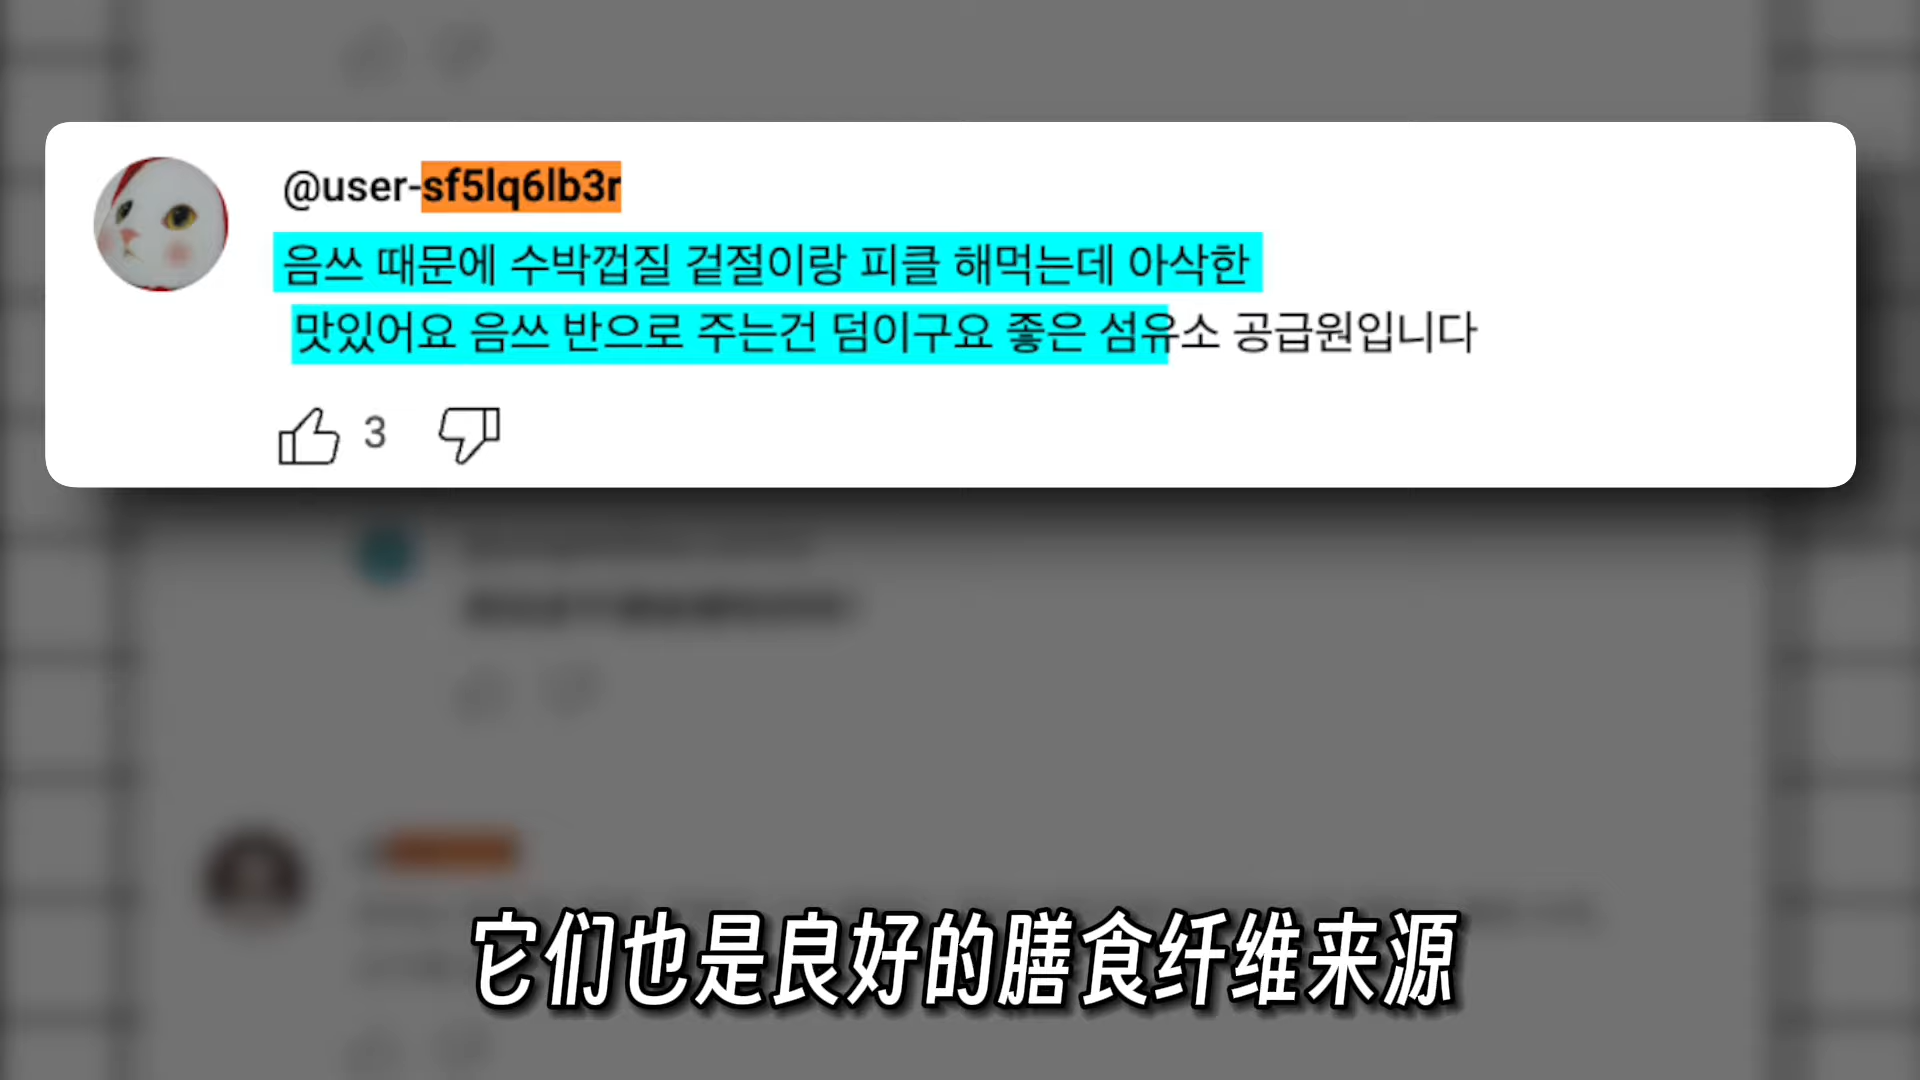 @user-sf5lq6lb3r
음쓰 때문에 수박껍질 겉절이랑 피클 해먹는데 아삭한
맛있어요 음쓰 반으로 주는건 덤이구요 좋은 섬유소 공급원입니다
3
它们也是良好的膳食纤维来源